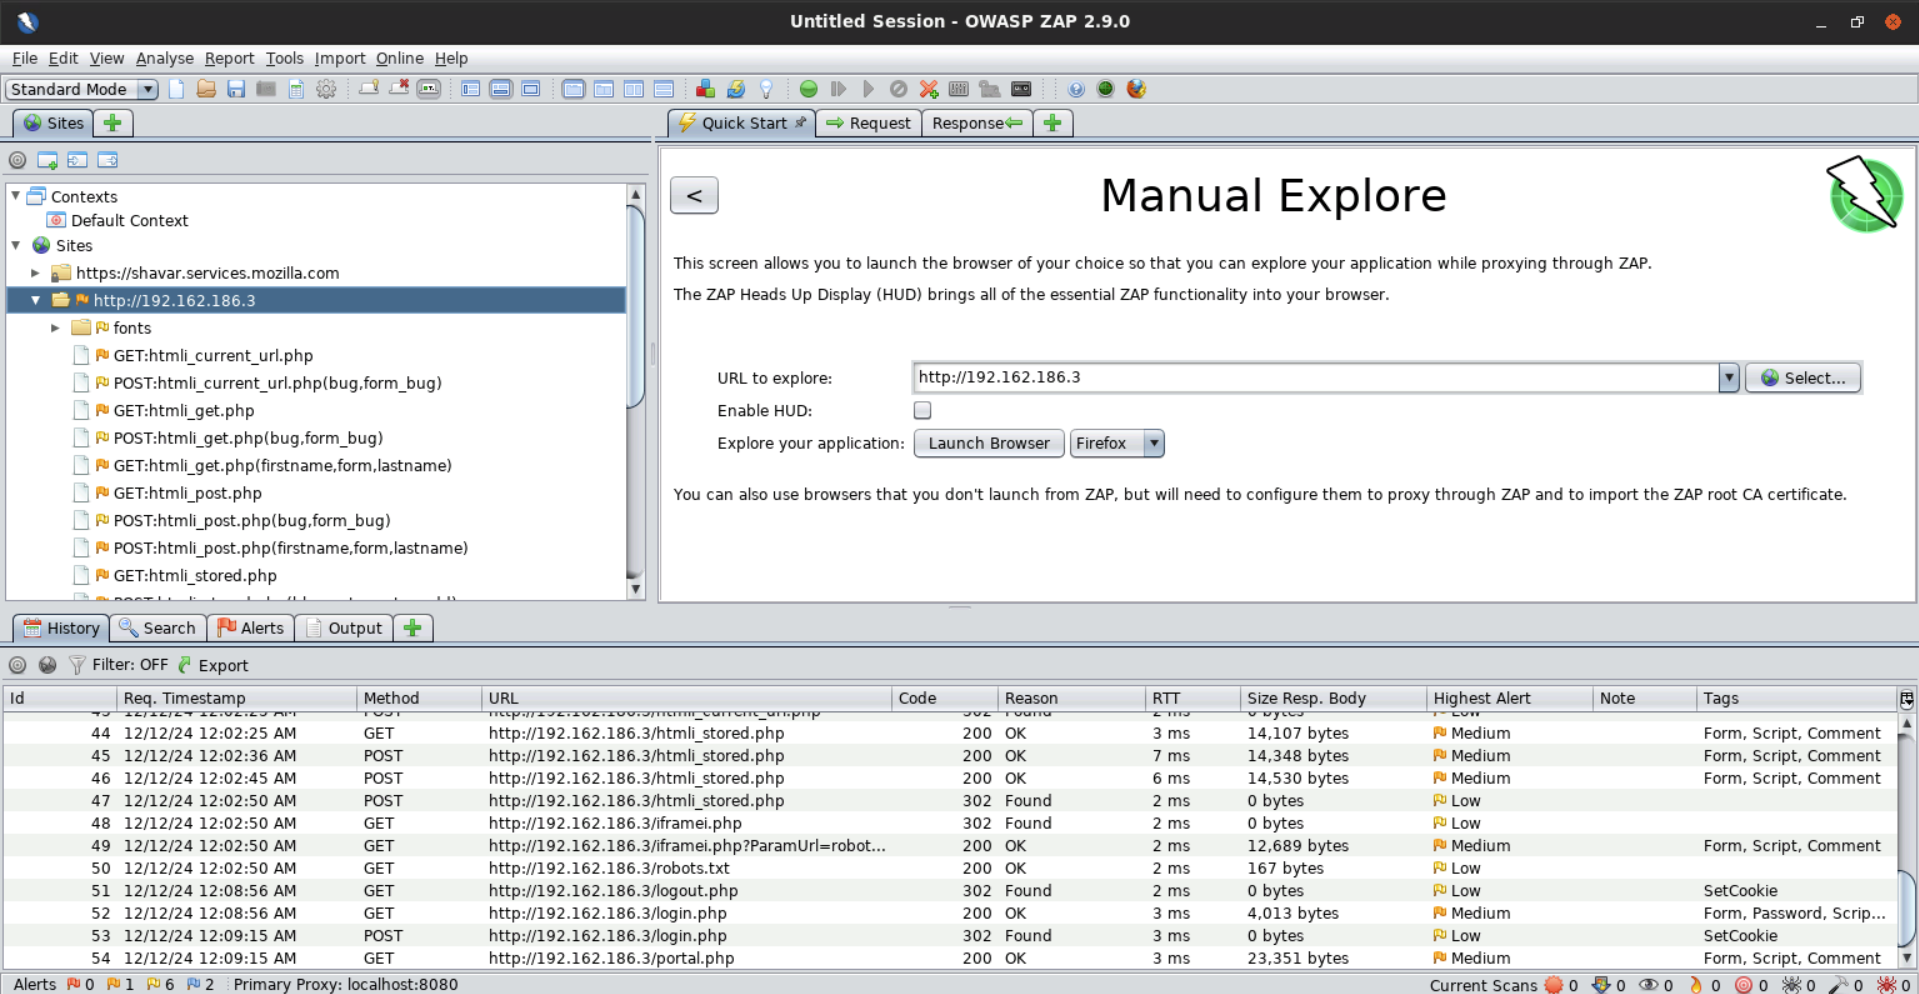 Untitled Session - OWASP ZAP 2.9.0
File Edit View Analyse Report Tools Import Online Help
Standard Mode
Sites
Quick Start Request Response
Contexts
Default Context
Sites
https://shavar.services.mozilla.com
http://192.162.186.3
fonts
GET:htmli_current_url.php
POST:htmli_current_url.php(bug,form_bug)
GET:htmli_get.php
POST:htmli_get.php(bug,form_bug)
GET:htmli_get.php(firstname,form,lastname)
GET:htmli_post.php
POST:htmli_post.php(bug,form_bug)
POST:htmli_post.php(firstname,form,lastname)
GET:htmli_stored.php
<
Manual Explore
This screen allows you to launch the browser of your choice so that you can explore your application while proxying through ZAP.
The ZAP Heads Up Display (HUD) brings all of the essential ZAP functionality into your browser.
URL to explore: http://192.162.186.3 Select...
Enable HUD:
Explore your application: Launch Browser Firefox
You can also use browsers that you don't launch from ZAP, but will need to configure them to proxy through ZAP and to import the ZAP root CA certificate.
History Search Alerts Output
Filter: OFF Export
Id Req. Timestamp Method URL Code Reason RTT Size Resp. Body Highest Alert Note Tags
43 12/12/24 12:02:25 AM POST http://192.162.186.3/htmli_current_url.php 302 Found 2 ms 0 bytes Low
44 12/12/24 12:02:25 AM GET http://192.162.186.3/htmli_stored.php 200 OK 3 ms 14,107 bytes Medium Form, Script, Comment
45 12/12/24 12:02:36 AM POST http://192.162.186.3/htmli_stored.php 200 OK 7 ms 14,348 bytes Medium Form, Script, Comment
46 12/12/24 12:02:45 AM POST http://192.162.186.3/htmli_stored.php 200 OK 6 ms 14,530 bytes Medium Form, Script, Comment
47 12/12/24 12:02:50 AM POST http://192.162.186.3/htmli_stored.php 302 Found 2 ms 0 bytes Low
48 12/12/24 12:02:50 AM GET http://192.162.186.3/iframei.php 302 Found 2 ms 0 bytes Low
49 12/12/24 12:02:50 AM GET http://192.162.186.3/iframei.php?ParamUrl=robot... 200 OK 2 ms 12,689 bytes Medium Form, Script, Comment
50 12/12/24 12:02:50 AM GET http://192.162.186.3/robots.txt 200 OK 2 ms 167 bytes Low
51 12/12/24 12:08:56 AM GET http://192.162.186.3/logout.php 302 Found 2 ms 0 bytes Low SetCookie
52 12/12/24 12:08:56 AM GET http://192.162.186.3/login.php 200 OK 3 ms 4,013 bytes Medium Form, Password, Scrip...
53 12/12/24 12:09:15 AM POST http://192.162.186.3/login.php 302 Found 3 ms 0 bytes Low SetCookie
54 12/12/24 12:09:15 AM GET http://192.162.186.3/portal.php 200 OK 3 ms 23,351 bytes Medium Form, Script, Comment
Alerts 0 1 6 2 Primary Proxy: localhost:8080 Current Scans 0 0 0 0 0 0 0 0